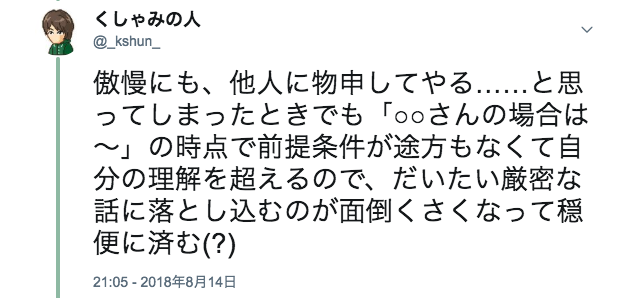 くしゃみの人
@_kshun_
傲慢にも、他人に物申してやる……と思
ってしまったときでも「○○さんの場合は
〜」の時点で前提条件が途方もなくて自
分の理解を超えるので、だいたい厳密な
話に落とし込むのが面倒くさくなって穏
便に済む(?)
21:05 - 2018年8月14日